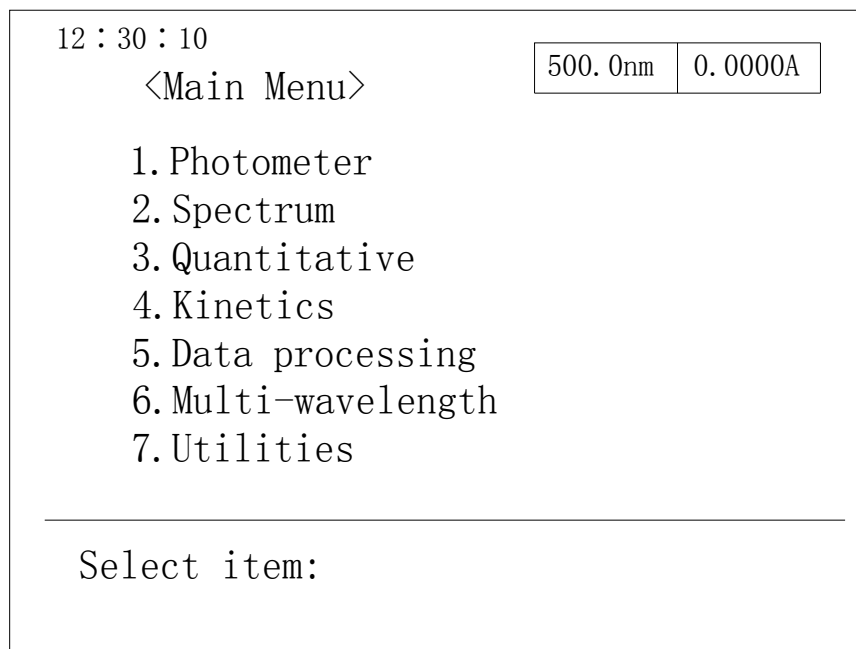 12：30：10
500.0nm 0.0000A
<Main Menu>
1.Photometer
2.Spectrum
3.Quantitative
4.Kinetics
5.Data processing
6.Multi-wavelength
7.Utilities
Select item: